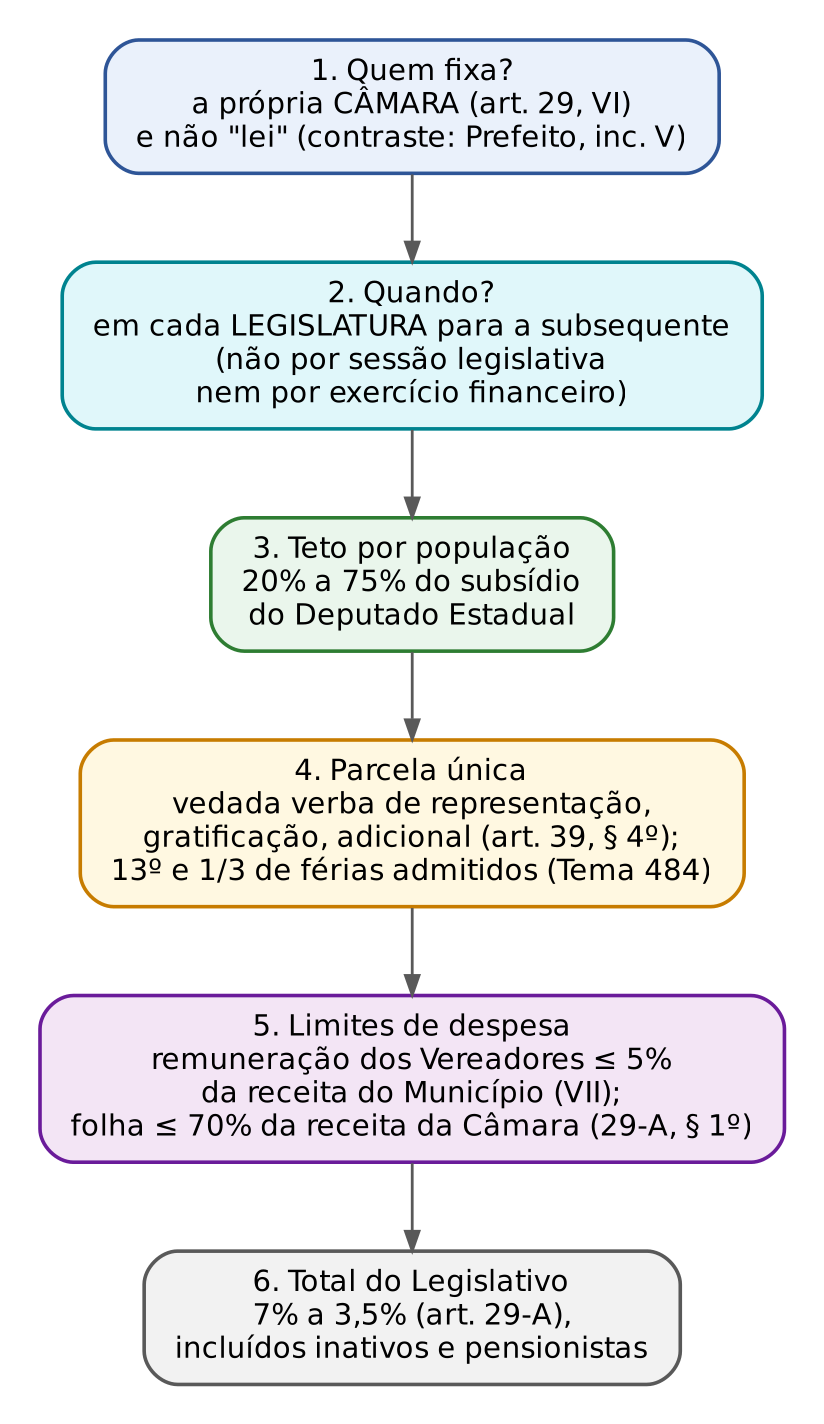 1. Quem fixa?
a própria CÂMARA (art. 29, VI)
e não "lei" (contraste: Prefeito, inc. V)
2. Quando?
em cada LEGISLATURA para a subsequente
(não por sessão legislativa
nem por exercício financeiro)
3. Teto por população
20% a 75% do subsídio
do Deputado Estadual
4. Parcela única
vedada verba de representação,
gratificação, adicional (art. 39, § 4º);
13º e 1/3 de férias admitidos (Tema 484)
5. Limites de despesa
remuneração dos Vereadores ≤ 5%
da receita do Município (VII);
folha ≤ 70% da receita da Câmara (29-A, § 1º)
6. Total do Legislativo
7% a 3,5% (art. 29-A),
incluídos inativos e pensionistas